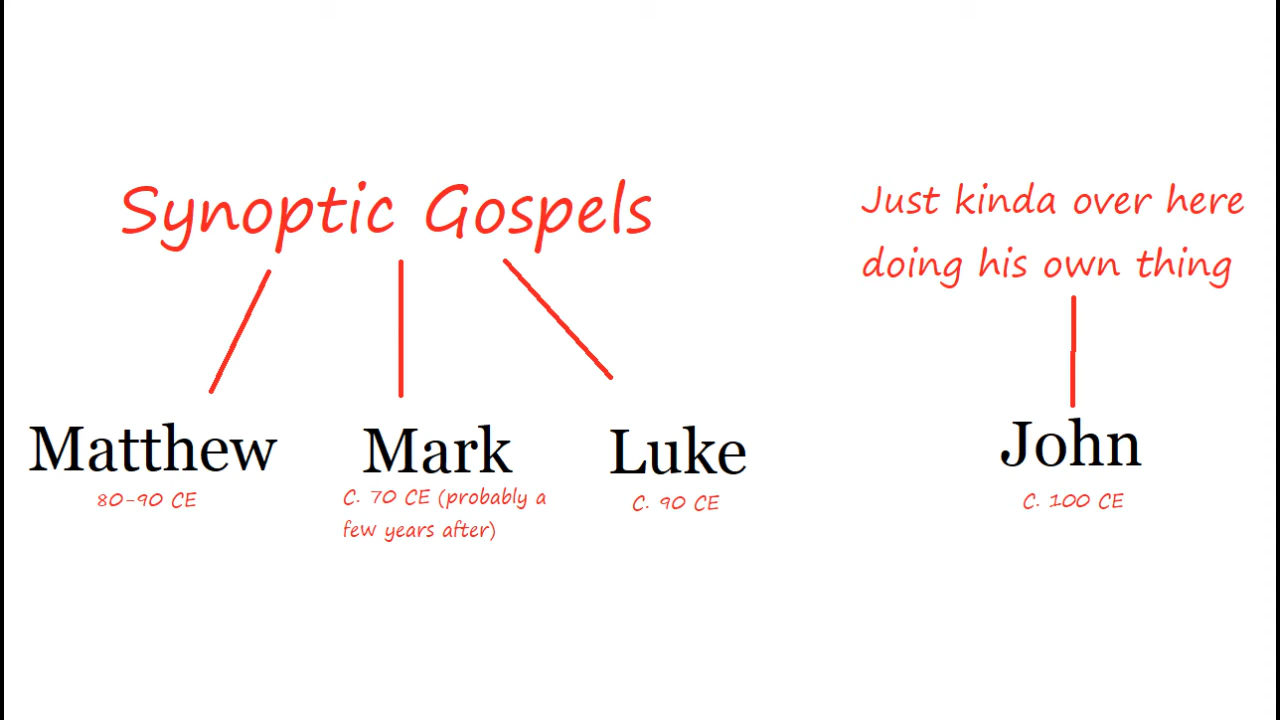 Synoptic Gospels
Just kinda over here
doing his own thing
Matthew
80-90 CE
Mark
C. 70 CE (probably a
few years after)
Luke
C. 90 CE
John
C. 100 CE